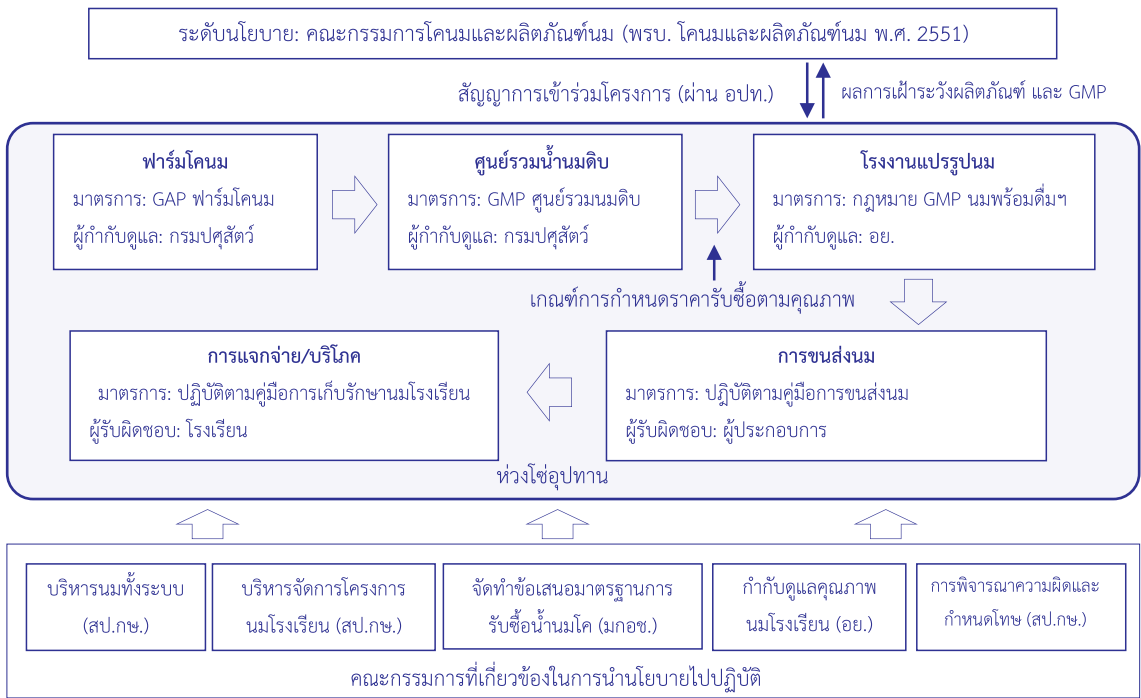 ระดับนโยบาย: คณะกรรมการโคนมและผลิตภัณฑ์นม (พรบ. โคนมและผลิตภัณฑ์นม พ.ศ. 2551)
สัญญาการเข้าร่วมโครงการ (ผ่าน อปท.)
ผลการเฝ้าระวังผลิตภัณฑ์ และ GMP
ฟาร์มโคนม
มาตรการ: GAP ฟาร์มโคนม
ผู้กำกับดูแล: กรมปศุสัตว์
ศูนย์รวมน้ำนมดิบ
มาตรการ: GMP ศูนย์รวมนมดิบ
ผู้กำกับดูแล: กรมปศุสัตว์
โรงงานแปรรูปนม
มาตรการ: กฎหมาย GMP นมพร้อมดื่มฯ
ผู้กำกับดูแล: อย.
เกณฑ์การกำหนดราคารับซื้อตามคุณภาพ
การแจกจ่าย/บริโภค
มาตรการ: ปฏิบัติตามคู่มือการเก็บรักษานมโรงเรียน
ผู้รับผิดชอบ: โรงเรียน
การขนส่งนม
มาตรการ: ปฎิบัติตามคู่มือการขนส่งนม
ผู้รับผิดชอบ: ผู้ประกอบการ
ห่วงโซ่อุปทาน
บริหารนมทั้งระบบ
(สป.กษ.)
บริหารจัดการโครงการ
นมโรงเรียน (สป.กษ.)
จัดทำข้อเสนอมาตรฐานการ
รับซื้อน้ำนมโค (มกอช.)
กำกับดูแลคุณภาพ
นมโรงเรียน (อย.)
การพิจารณาความผิดและ
กำหนดโทษ (สป.กษ.)
คณะกรรมการที่เกี่ยวข้องในการนำนโยบายไปปฏิบัติ